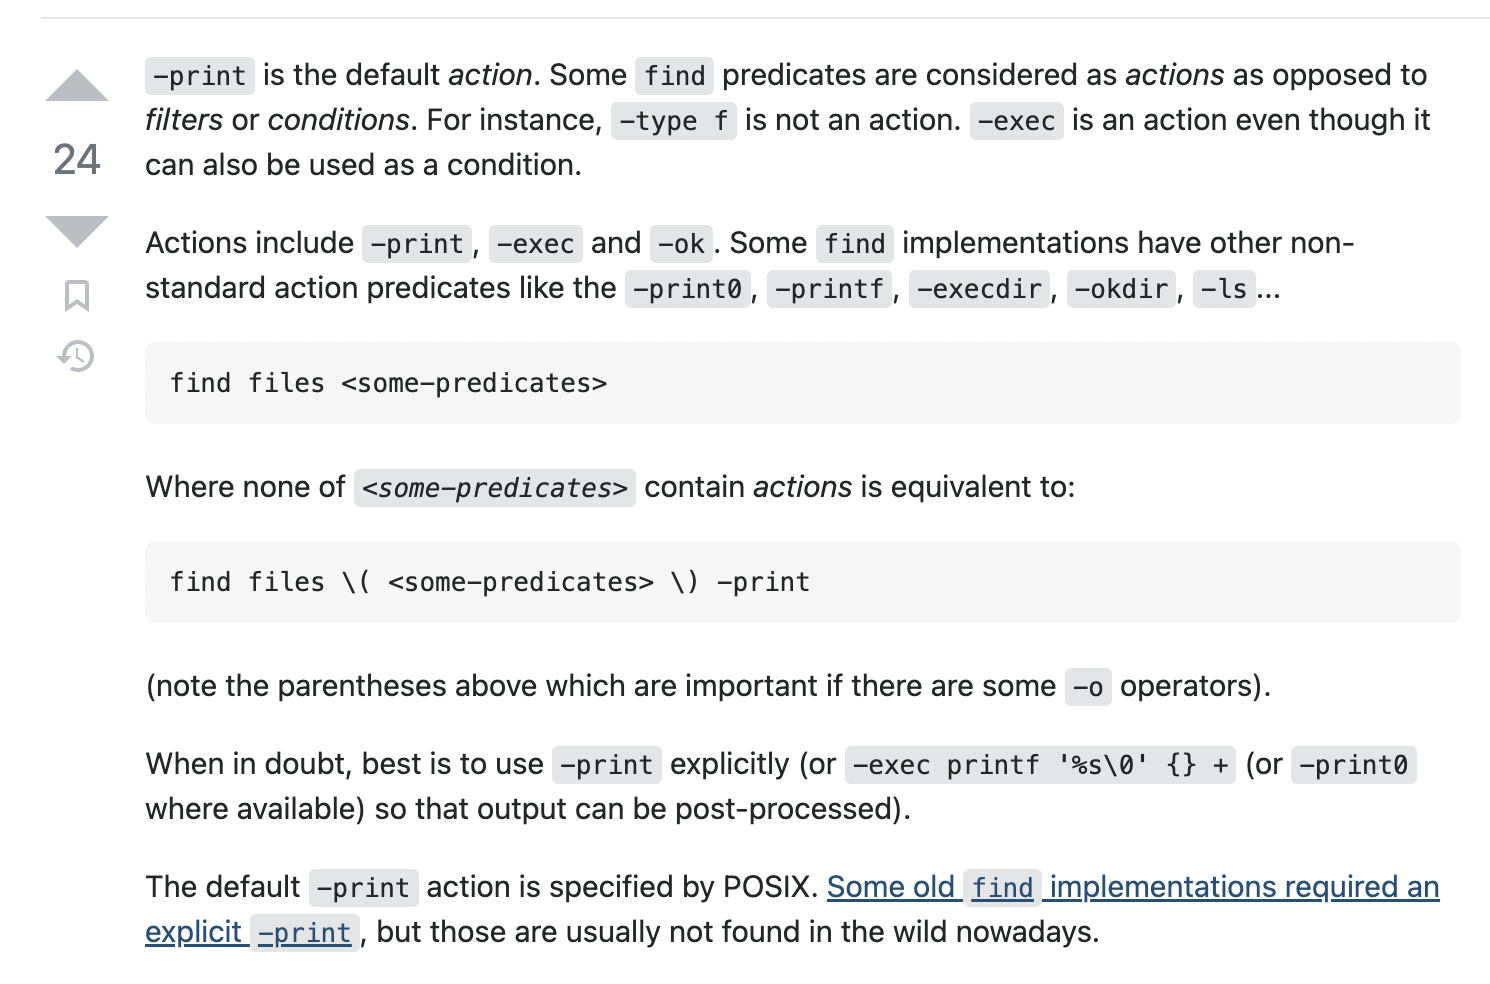 -print is the default action. Some find predicates are considered as actions as opposed to
filters or conditions. For instance, -type f is not an action. -exec is an action even though it
can also be used as a condition.
24
Actions include -print, -exec and -ok. Some find implementations have other non-
standard action predicates like the -print0, -printf, -execdir, -okdir, -ls...
find files <some-predicates>
Where none of <some-predicates> contain actions is equivalent to:
find files \( <some-predicates> \) -print
(note the parentheses above which are important if there are some -o operators).
When in doubt, best is to use -print explicitly (or -exec printf '%s\0' {} + (or -print0
where available) so that output can be post-processed).
The default -print action is specified by POSIX. Some old find implementations required an
explicit -print, but those are usually not found in the wild nowadays.